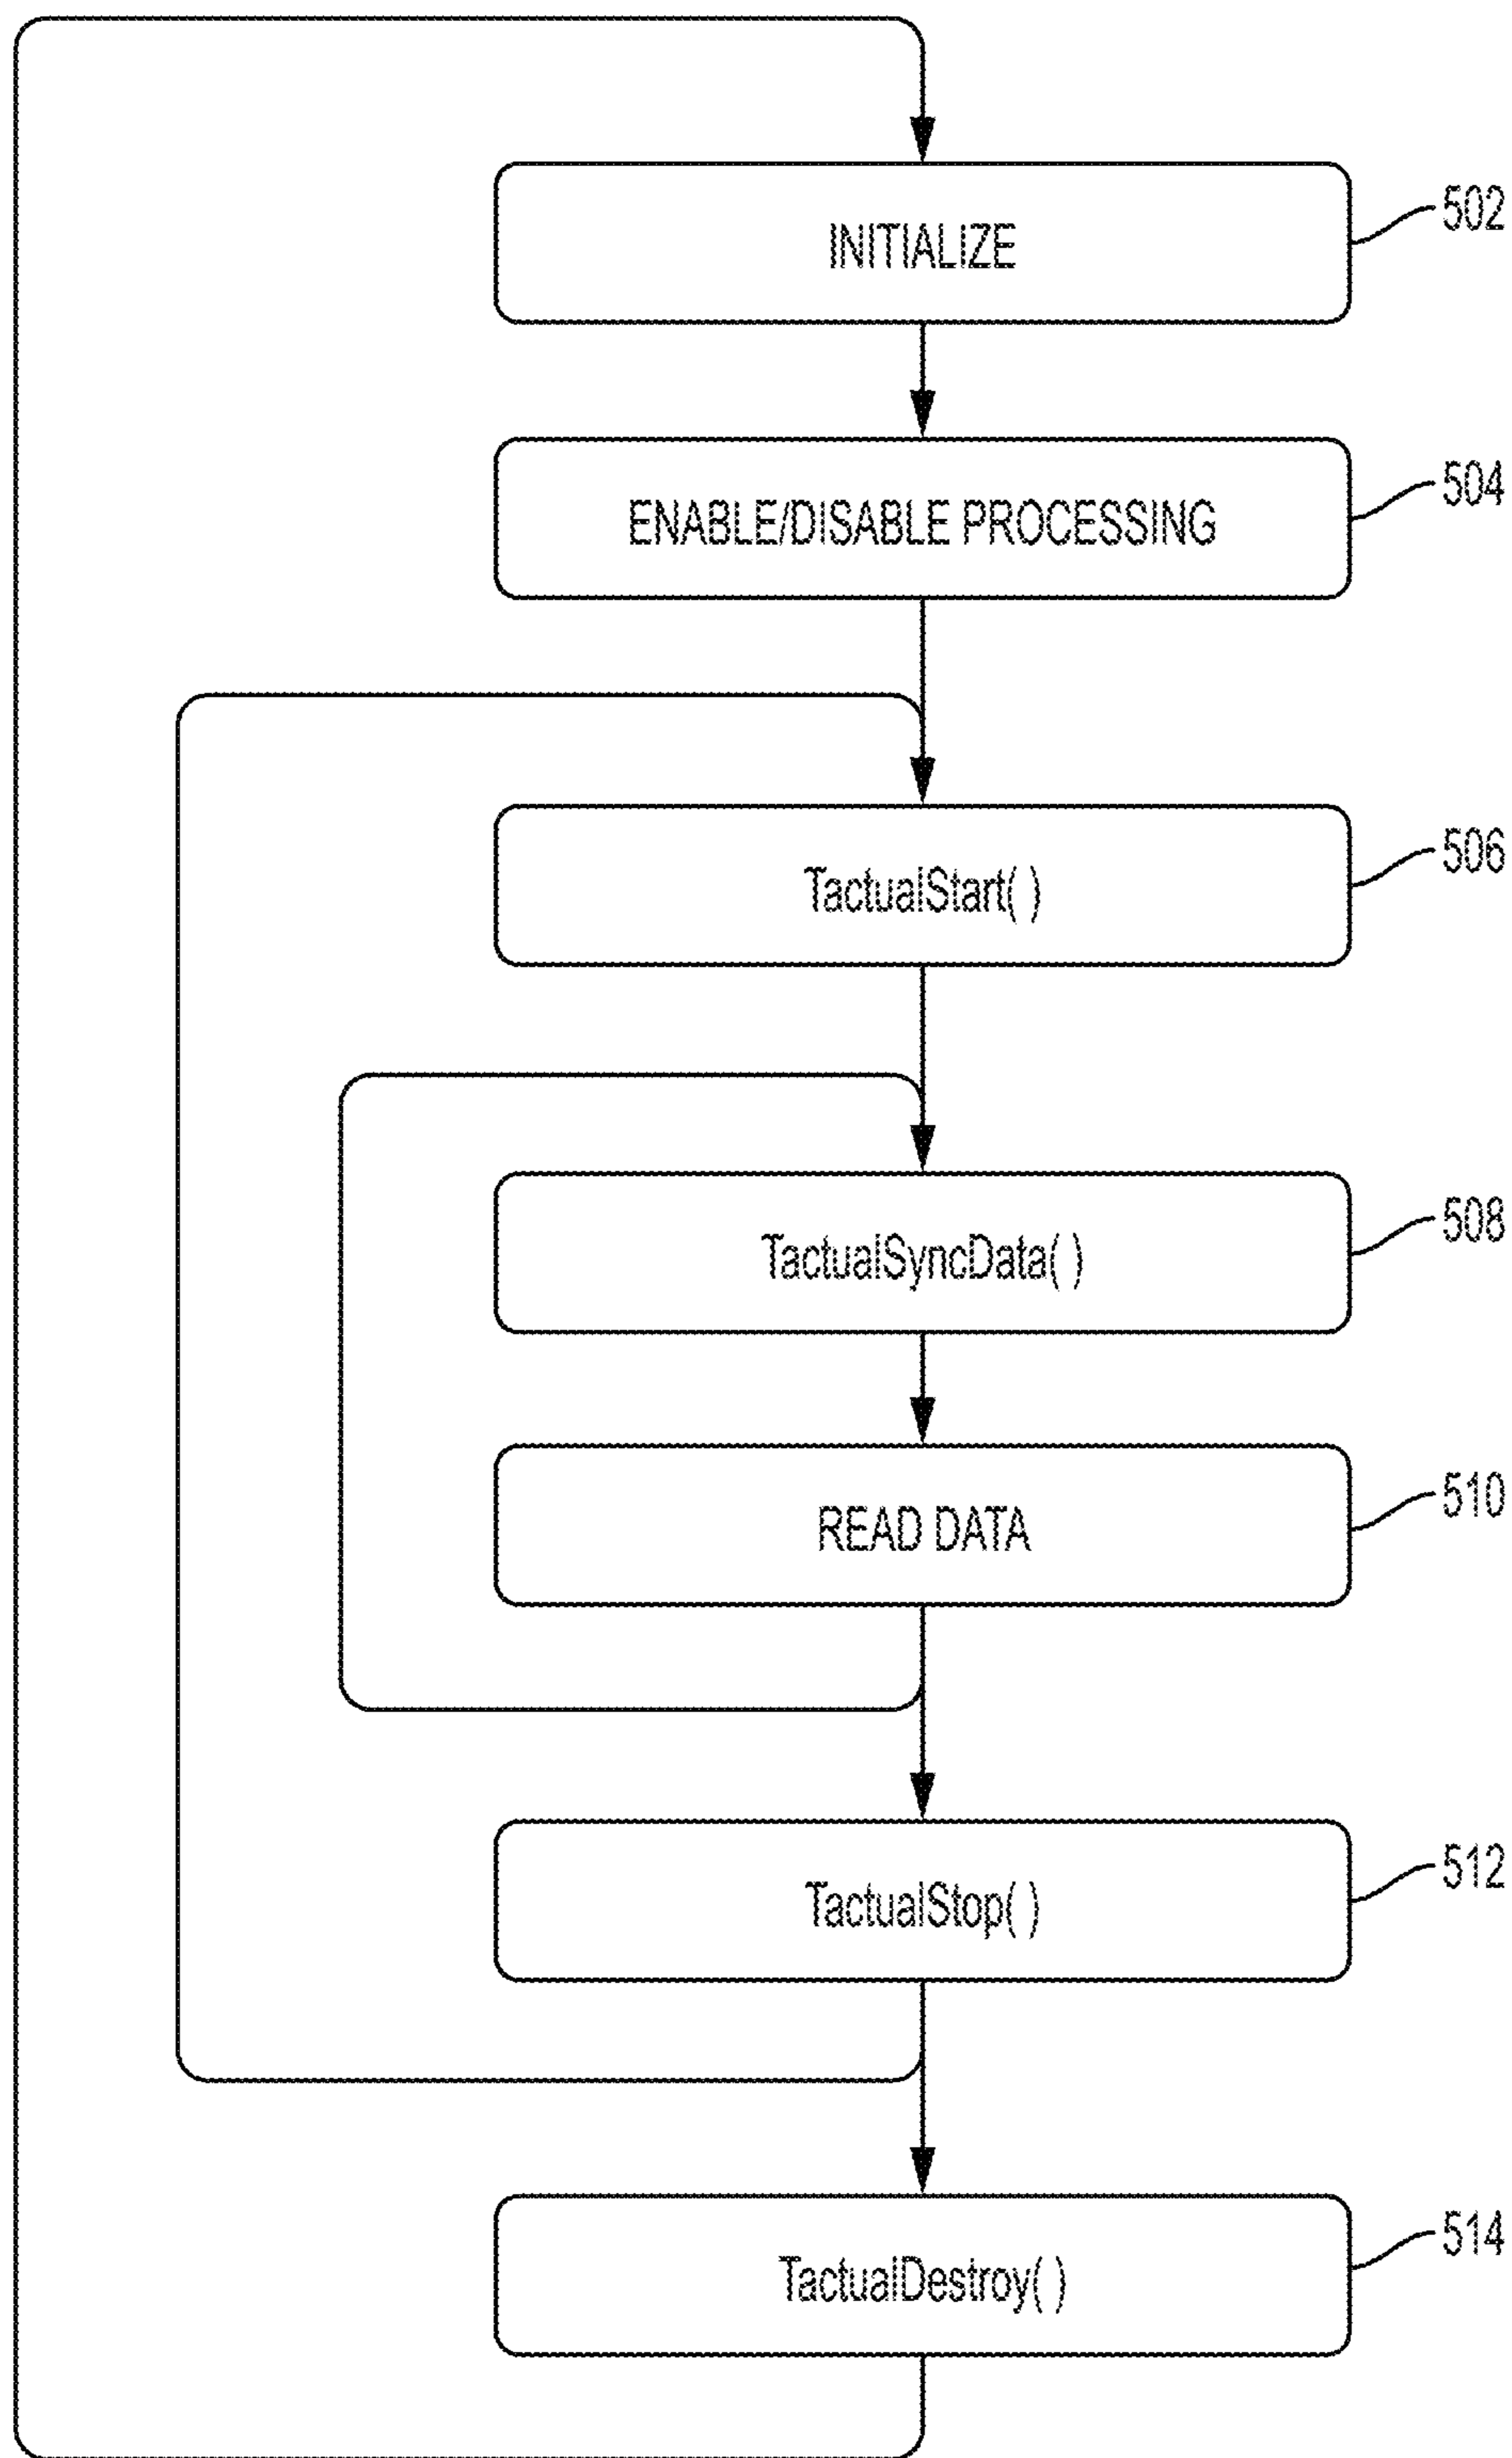 502
INITIALIZE
504
ENABLE/DISABLE PROCESSING
506
TactualStart( )
508
TactualSyncData( )
510
READ DATA
512
TactualStop( )
514
TactualDestroy( )